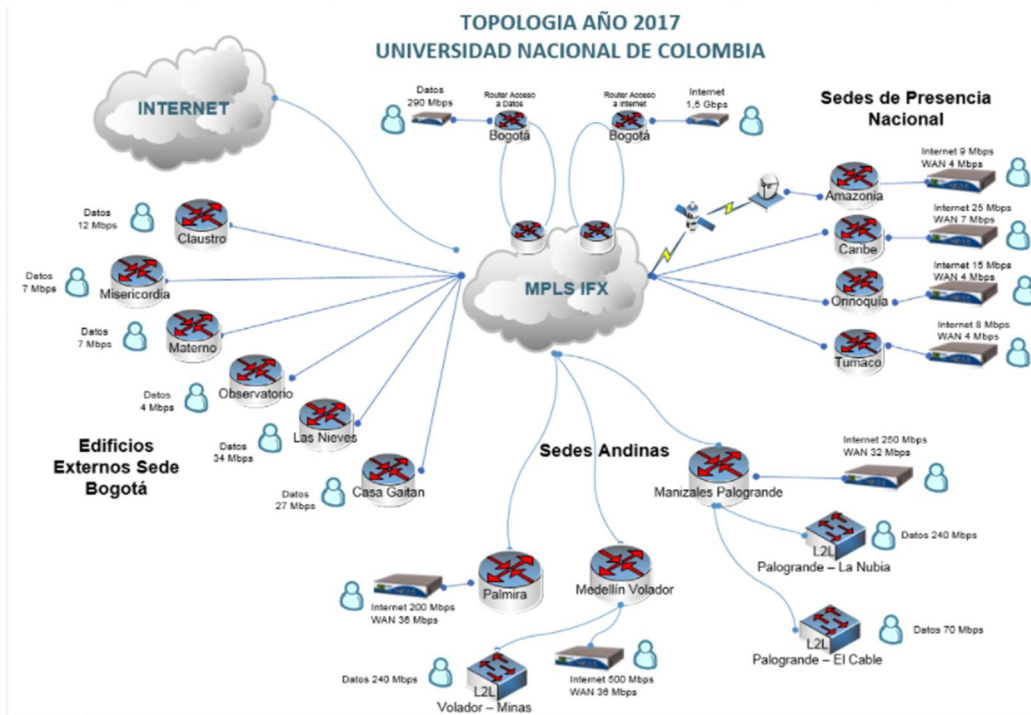 TOPOLOGIA AÑO 2017
UNIVERSIDAD NACIONAL DE COLOMBIA
INTERNET
Datos
290 Mbps
Router Acceso
a Datos
Bogotá
Router Acceso
a Internet
Bogotá
Internet
1,5 Gbps
Sedes de Presencia
Nacional
Internet 9 Mbps
WAN 4 Mbps
Amazonía
Internet 25 Mbps
WAN 7 Mbps
Caribe
Internet 15 Mbps
WAN 4 Mbps
Orinoquía
Internet 8 Mbps
WAN 4 Mbps
Tumaco
MPLS IFX
Datos
12 Mbps
Claustro
Datos
7 Mbps
Misericordia
Datos
7 Mbps
Materno
Datos
4 Mbps
Observatorio
Datos
34 Mbps
Las Nieves
Datos
27 Mbps
Casa Gaitan
Edificios
Externos Sede
Bogotá
Sedes Andinas
Manizales Palogrande
Internet 250 Mbps
WAN 32 Mbps
L2L
Palogrande – La Nubia
Datos 240 Mbps
L2L
Palogrande – El Cable
Datos 70 Mbps
Palmira
Internet 200 Mbps
WAN 36 Mbps
Medellín Volador
Datos 240 Mbps
L2L
Volador – Minas
Internet 500 Mbps
WAN 36 Mbps